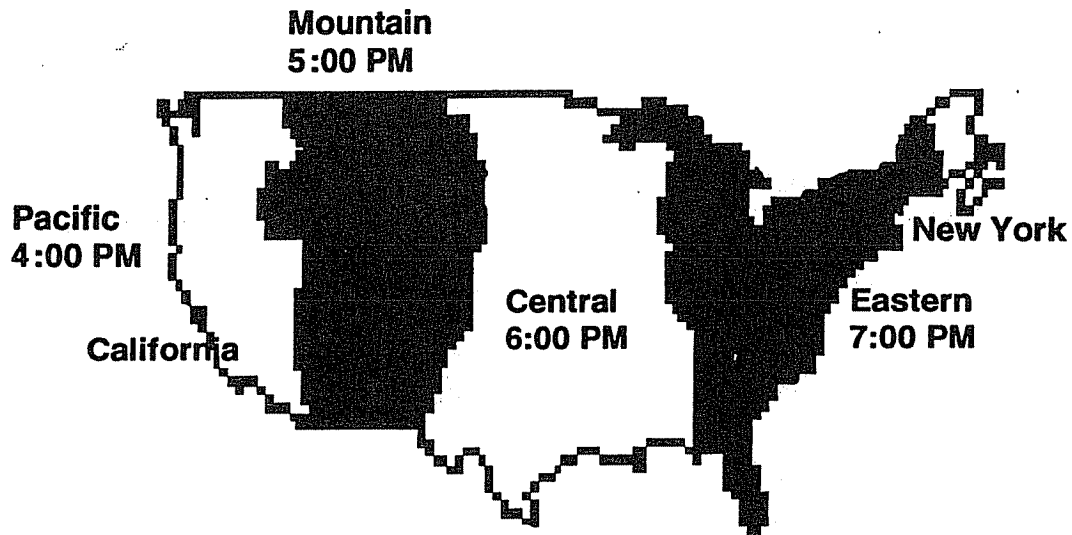 Mountain
5:00 PM
Pacific
4:00 PM
New York
Central
6:00 PM
Eastern
7:00 PM
California